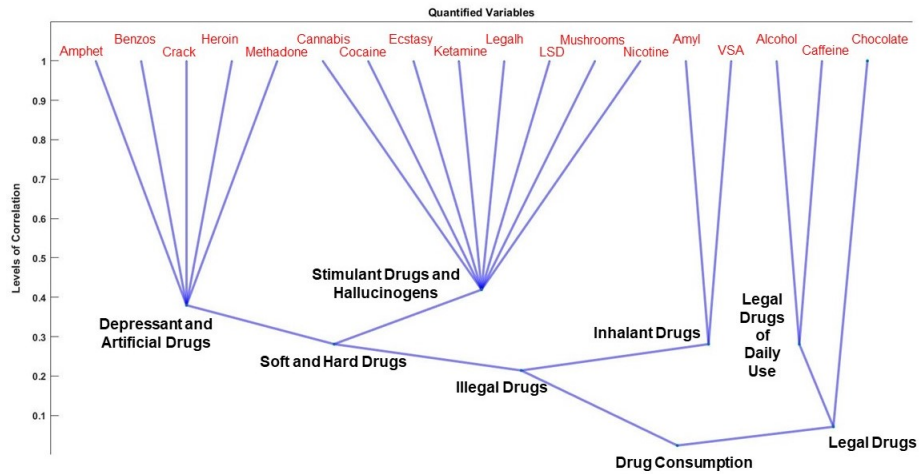 Quantified Variables
Amphet
Benzos
Crack
Heroin
Methadone
Cannabis
Cocaine
Ecstasy
Ketamine
Legalh
LSD
Mushrooms
Nicotine
Amyl
VSA
Alcohol
Caffeine
Chocolate
Levels of Correlation
1
0.9
0.8
0.7
0.6
0.5
0.4
0.3
0.2
0.1
Stimulant Drugs and
Hallucinogens
Depressant and
Artificial Drugs
Soft and Hard Drugs
Inhalant Drugs
Legal
Drugs
of
Daily
Use
Illegal Drugs
Legal Drugs
Drug Consumption